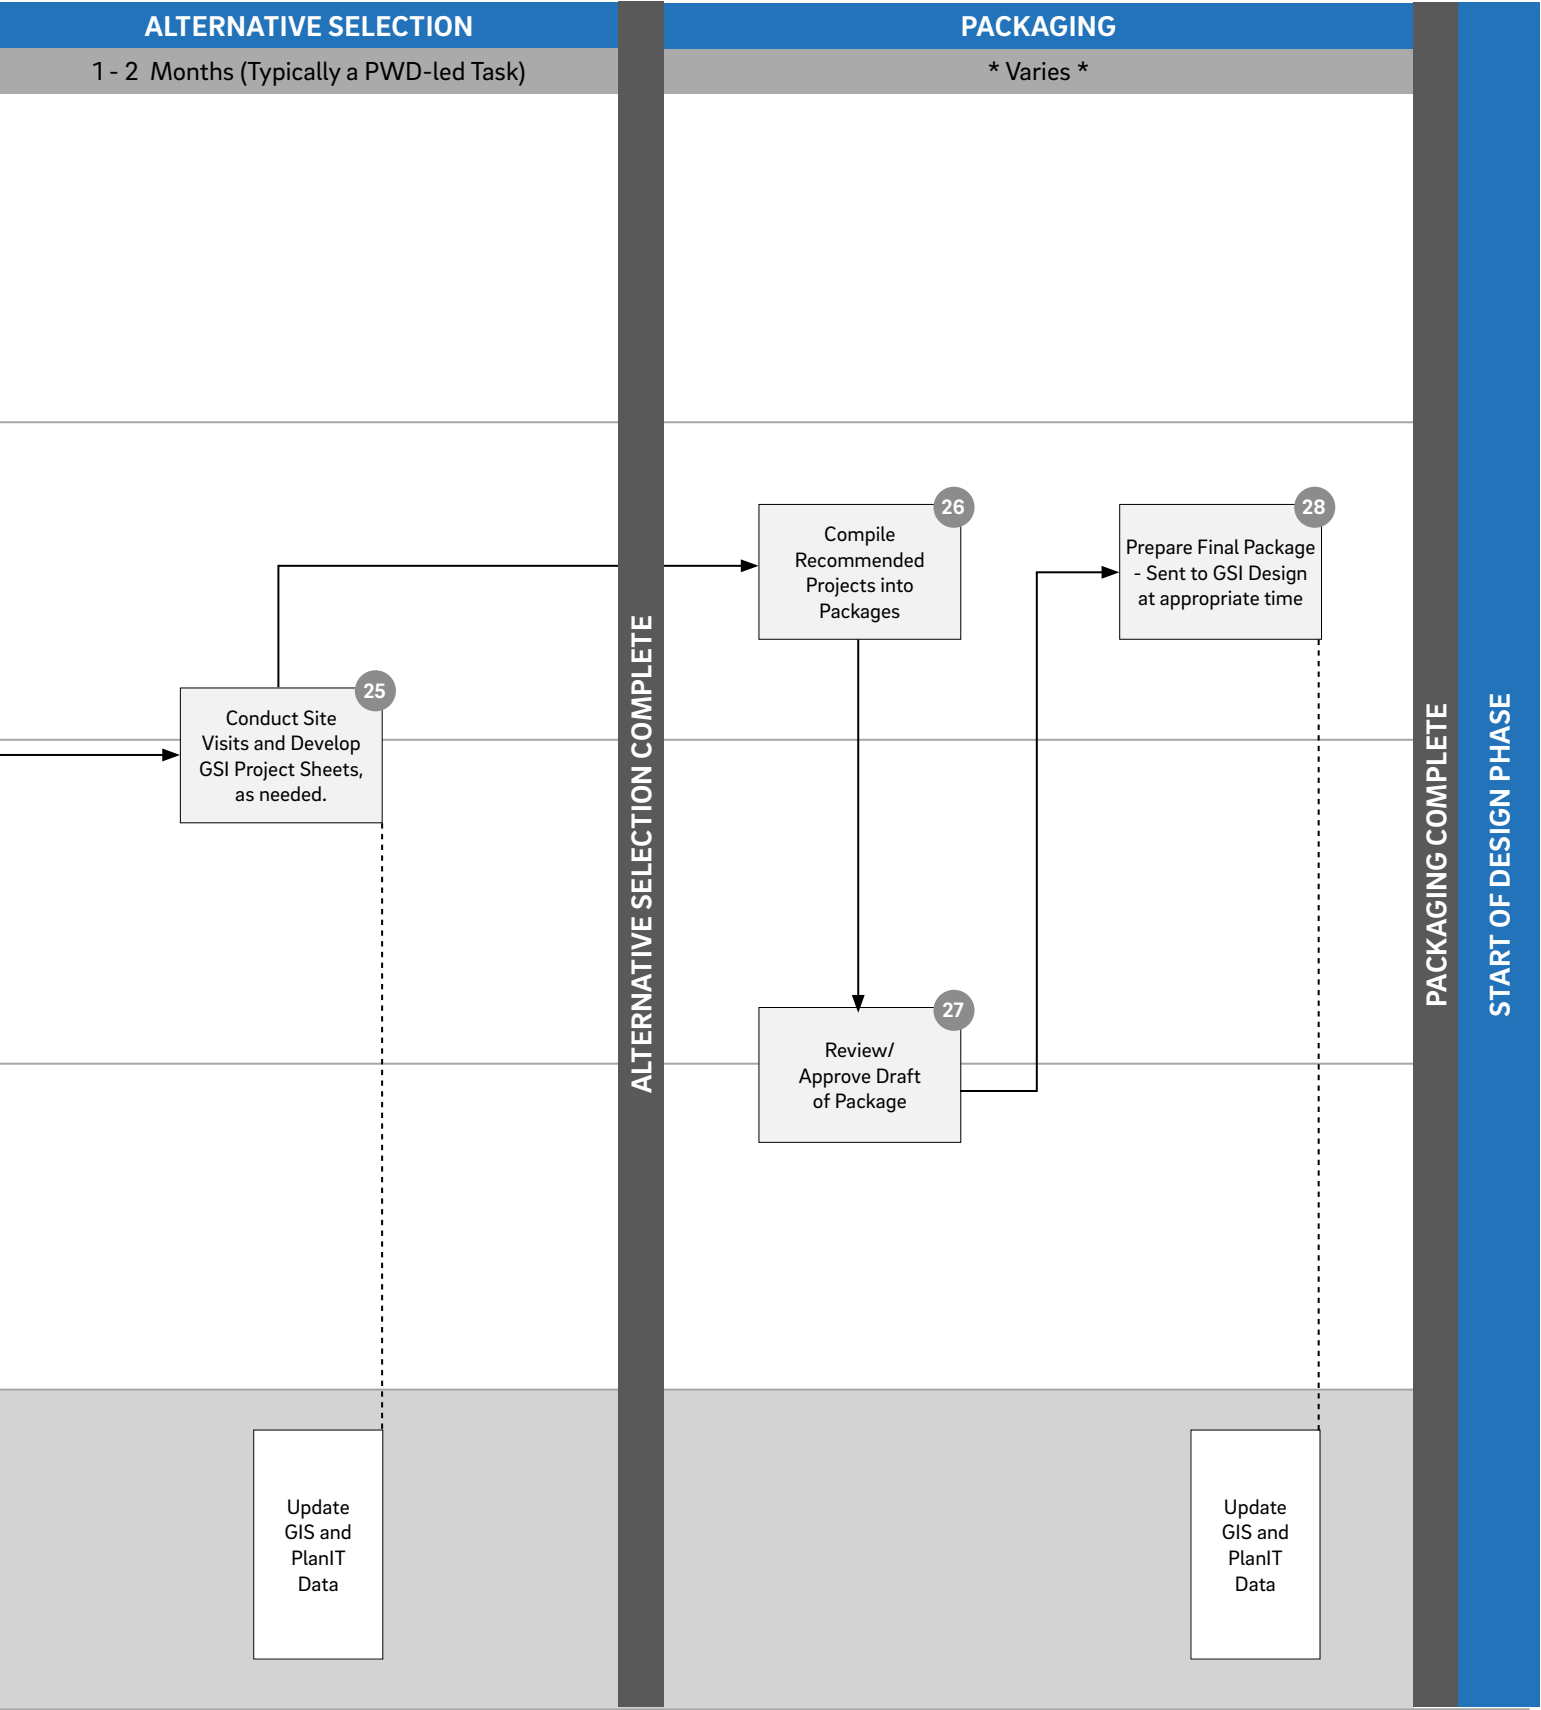 ALTERNATIVE SELECTION
1 - 2 Months (Typically a PWD-led Task)
PACKAGING
* Varies *
25
Conduct Site
Visits and Develop
GSI Project Sheets,
as needed.
ALTERNATIVE SELECTION COMPLETE
26
Compile
Recommended
Projects into
Packages
27
Review/
Approve Draft
of Package
28
Prepare Final Package
- Sent to GSI Design
at appropriate time
PACKAGING COMPLETE
START OF DESIGN PHASE
Update
GIS and
PlanIT
Data
Update
GIS and
PlanIT
Data